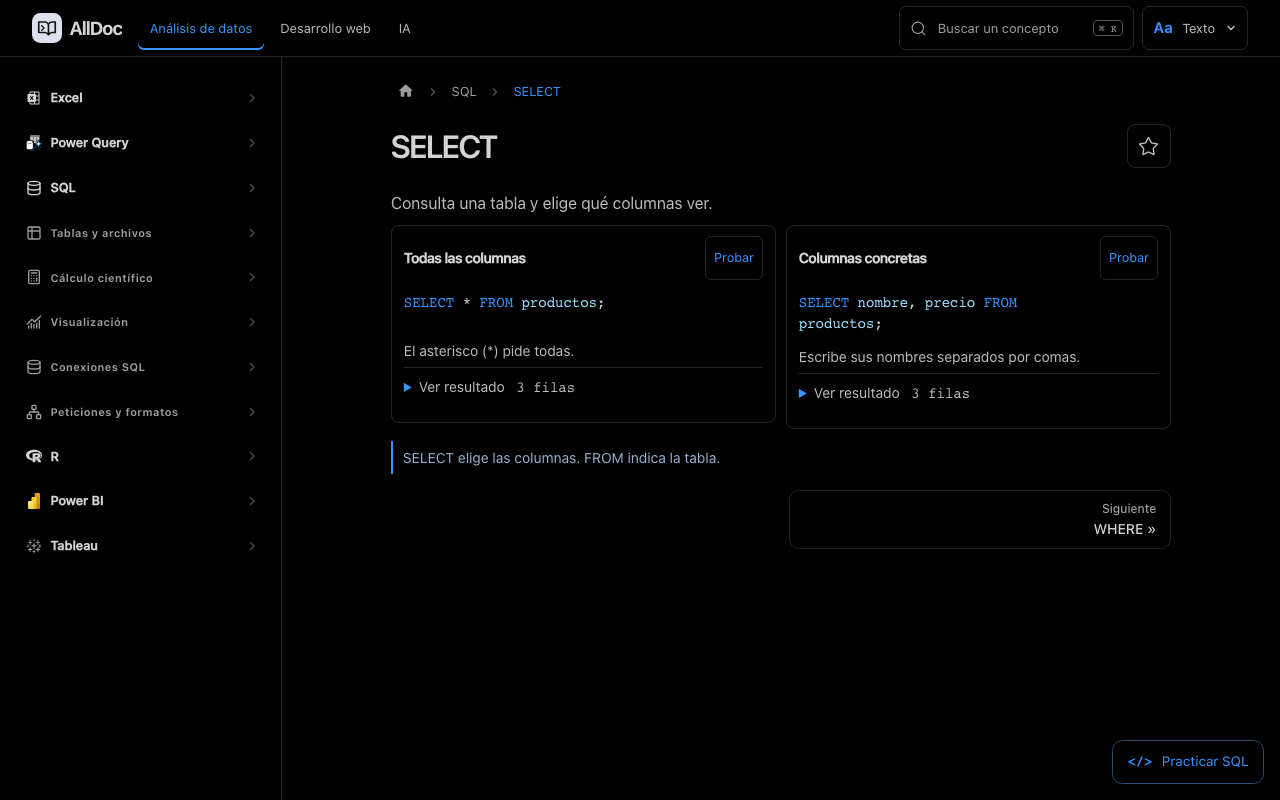 AllDoc
Análisis de datos
Desarrollo web
IA
Buscar un concepto
⌘ K
Aa Texto
Excel
Power Query
SQL
Tablas y archivos
Cálculo científico
Visualización
Conexiones SQL
Peticiones y formatos
R
Power BI
Tableau
SQL
SELECT
SELECT
Consulta una tabla y elige qué columnas ver.
Todas las columnas
Probar
SELECT * FROM productos;
El asterisco (*) pide todas.
Ver resultado 3 filas
Columnas concretas
Probar
SELECT nombre, precio FROM
productos;
Escribe sus nombres separados por comas.
Ver resultado 3 filas
SELECT elige las columnas. FROM indica la tabla.
Siguiente
WHERE »
</> Practicar SQL